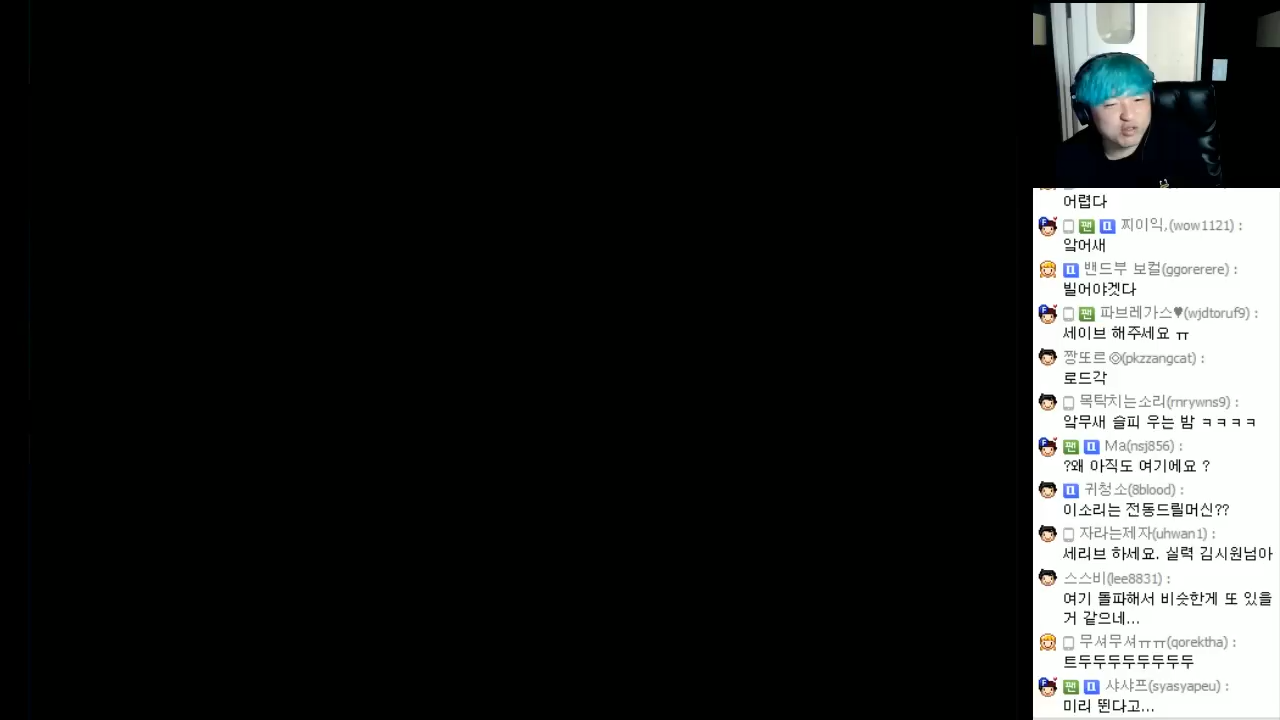 어렵다
찌이익,(wow1121) :
앜어새
밴드부 보컬(ggorerere) :
빌어야겟다
파브레가스♥(wjdtoruf9) :
세이브 해주세요 ㅠ
짱또르◎(pkzzangcat) :
로드각
목탁치는소리(rnrywns9) :
앜무새 슬피 우는 밤 ㅋㅋㅋㅋ
Ma(nsj856) :
?왜 아직도 여기에요 ?
귀청소(8blood) :
이소리는 전동드릴머신??
자라는제자(uhwan1) :
세리브 하세요. 실력 김시원님아
스스비(lee8831) :
여기 돌파해서 비슷한게 또 있을
거 같으네...
무셔무셔ㅠㅠ(qorektha) :
트두두두두두두두두
샤샤프(syasyapeu) :
미리 뛴다고...